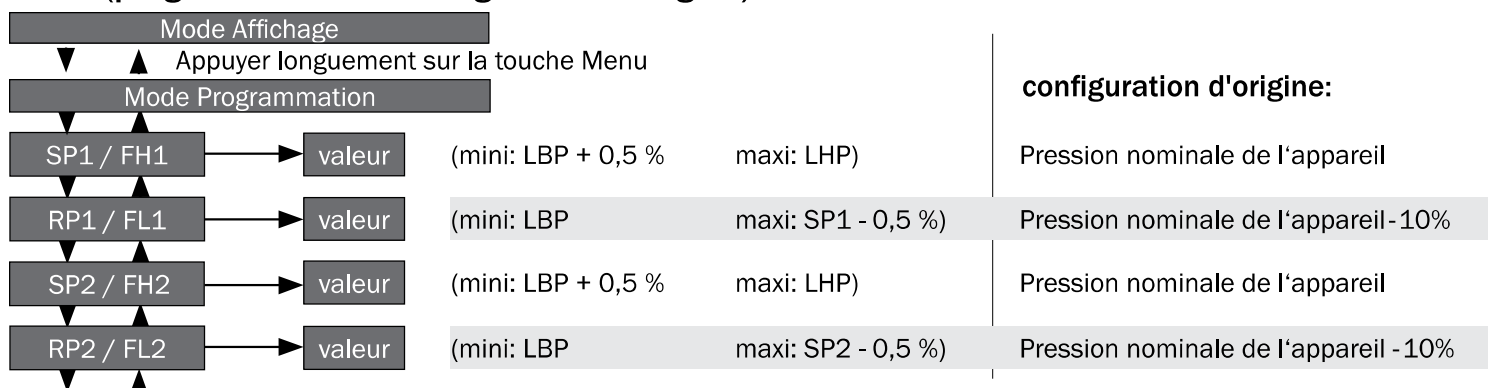 Mode Affichage
Appuyer longuement sur la touche Menu
Mode Programmation
configuration d'origine:
SP1 / FH1 valeur (mini: LBP + 0,5 % maxi: LHP) Pression nominale de l‘appareil
RP1 / FL1 valeur (mini: LBP maxi: SP1 - 0,5 %) Pression nominale de l‘appareil -10%
SP2 / FH2 valeur (mini: LBP + 0,5 % maxi: LHP) Pression nominale de l‘appareil
RP2 / FL2 valeur (mini: LBP maxi: SP2 - 0,5 %) Pression nominale de l‘appareil -10%